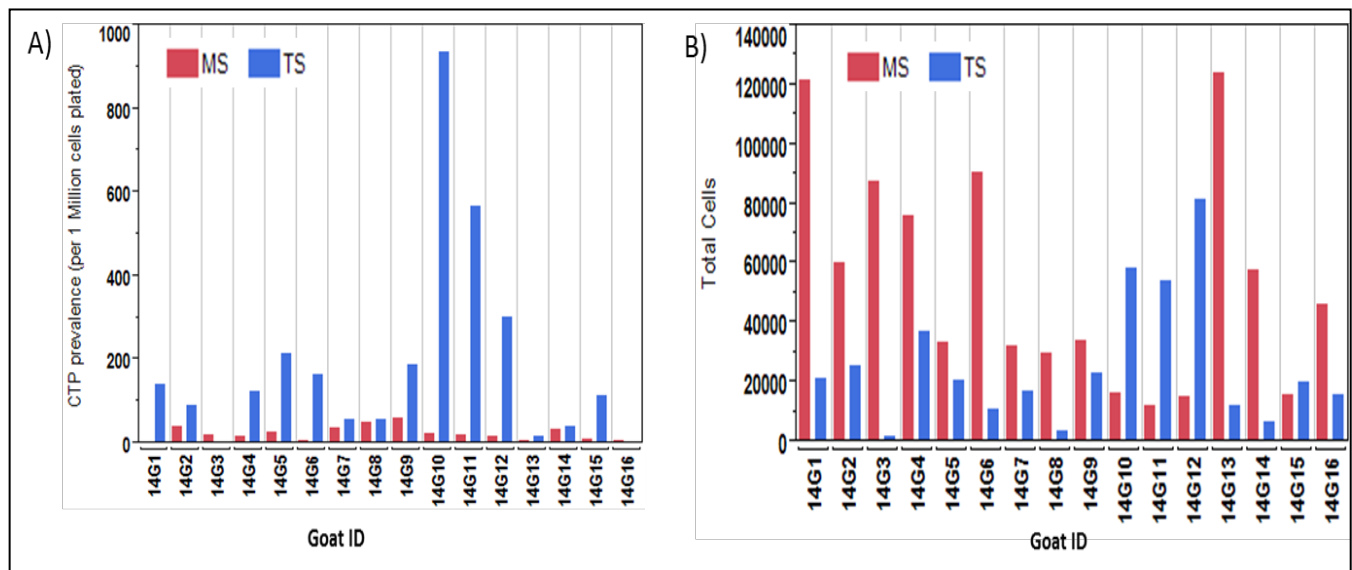 A)
CTP prevalence (per 1 Million cells plated)
1000
800
600
400
200
0
MS TS
14G1 14G2 14G3 14G4 14G5 14G6 14G7 14G8 14G9 14G10 14G11 14G12 14G13 14G14 14G15 14G16
Goat ID
B)
Total Cells
140000
120000
100000
80000
60000
40000
20000
0
MS TS
14G1 14G2 14G3 14G4 14G5 14G6 14G7 14G8 14G9 14G10 14G11 14G12 14G13 14G14 14G15 14G16
Goat ID